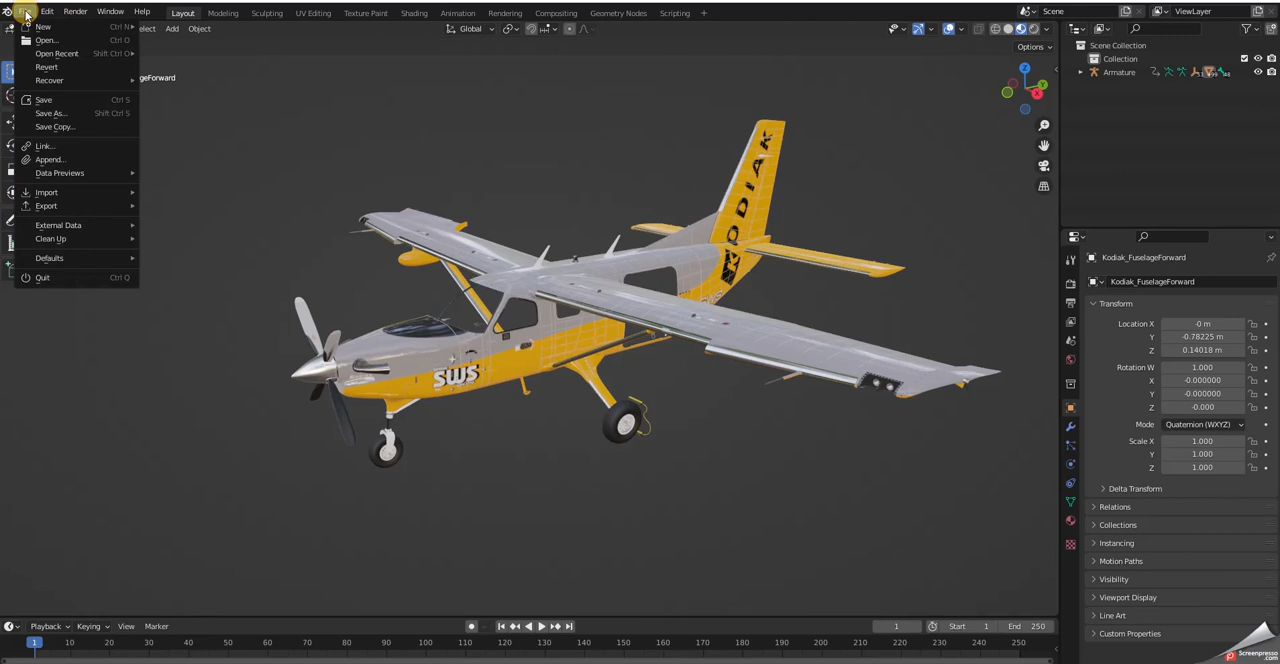 File Edit Render Window Help Layout Modeling Sculpting UV Editing Texture Paint Shading Animation Rendering Compositing Geometry Nodes Scripting + Scene ViewLayer
elect Add Object Global Options
ageForward
New Ctrl N
Open... Ctrl O
Open Recent Shift Ctrl O
Revert
Recover
Save Ctrl S
Save As... Shift Ctrl S
Save Copy...
Link...
Append...
Data Previews
Import
Export
External Data
Clean Up
Defaults
Quit Ctrl Q
Z
Y
X
KODIAK
SWS
Scene Collection
Collection
Armature
Kodiak_FuselageForward
Kodiak_FuselageForward
Transform
Location X -0 m
Y -0.78225 m
Z 0.14018 m
Rotation W 1.000
X -0.000000
Y -0.000000
Z -0.000
Mode Quaternion (WXYZ)
Scale X 1.000
Y 1.000
Z 1.000
Delta Transform
Relations
Collections
Instancing
Motion Paths
Visibility
Viewport Display
Line Art
Custom Properties
Playback Keying View Marker 1 Start 1 End 250
1 10 20 30 40 50 60 70 80 90 100 110 120 130 140 150 160 170 180 190 200 210 220 230 240 250
Screenpresso
.com